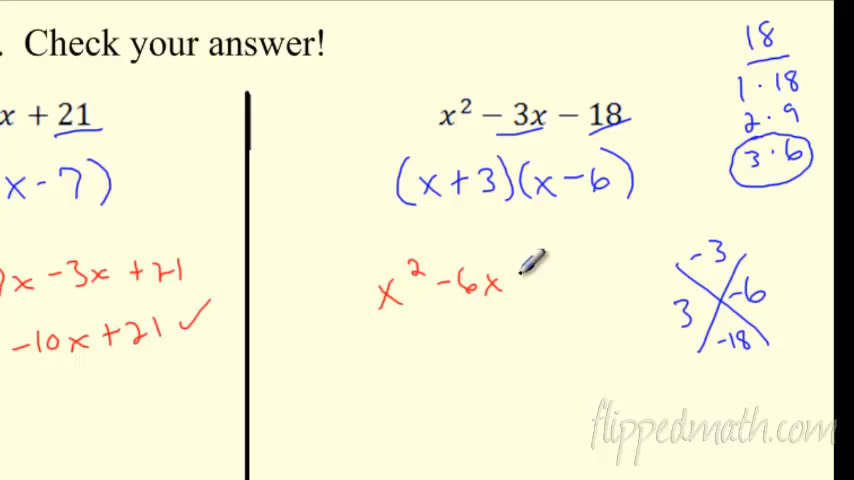 . Check your answer!
x + 21
x - 7)
x - 3x + 21
- 10x + 21 ✓
x² − 3x − 18
(x + 3)(x - 6)
x² - 6x
18
1 · 18
2 · 9
3 · 6
-3
3 -6
-18
flippedmath.com